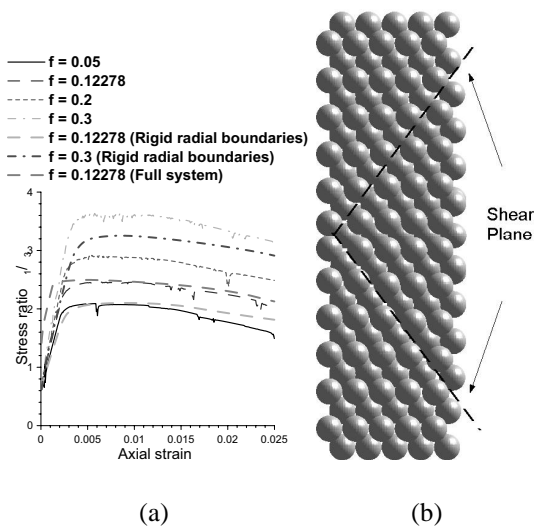 f = 0.05
f = 0.12278
f = 0.2
f = 0.3
f = 0.12278 (Rigid radial boundaries)
f = 0.3 (Rigid radial boundaries)
f = 0.12278 (Full system)
4
3
2
1
0
Stress ratio 1/ 3
0 0.005 0.01 0.015 0.02 0.025
Axial strain
Shear
Plane
(a) (b)